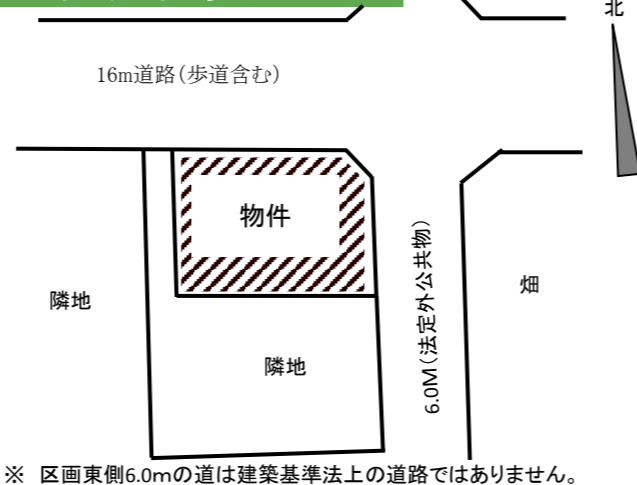 北
16m道路(歩道含む)
物件
隣地
隣地
6.0M(法定外公共物)
畑
※ 区画東側6.0mの道は建築基準法上の道路ではありません。